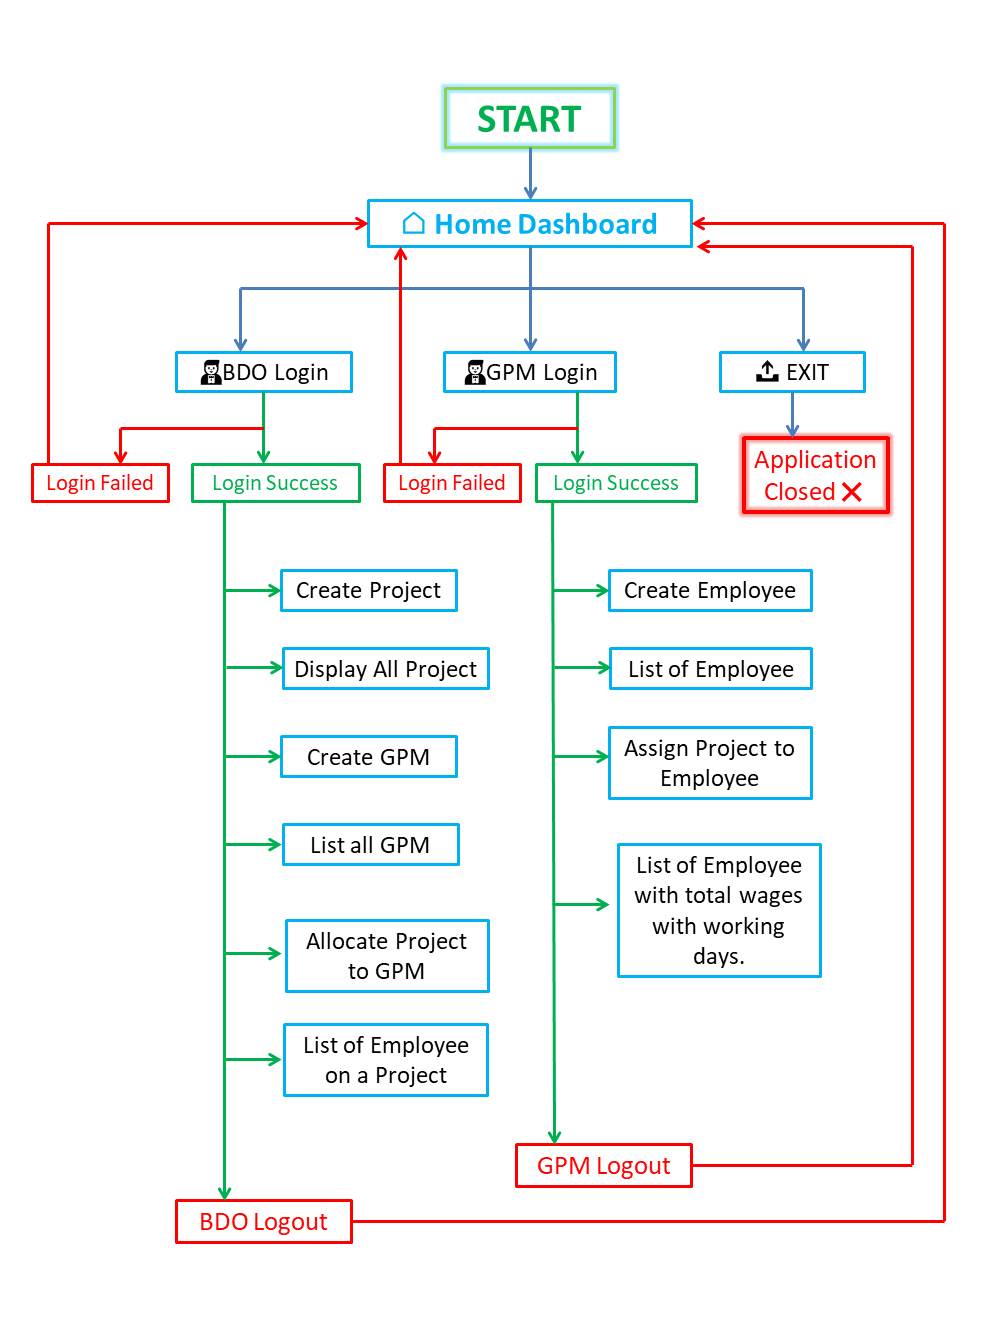 START
Home Dashboard
BDO Login
GPM Login
EXIT
Login Failed
Login Success
Login Failed
Login Success
Application
Closed
Create Project
Display All Project
Create GPM
List all GPM
Allocate Project
to GPM
List of Employee
on a Project
BDO Logout
Create Employee
List of Employee
Assign Project to
Employee
List of Employee
with total wages
with working
days.
GPM Logout